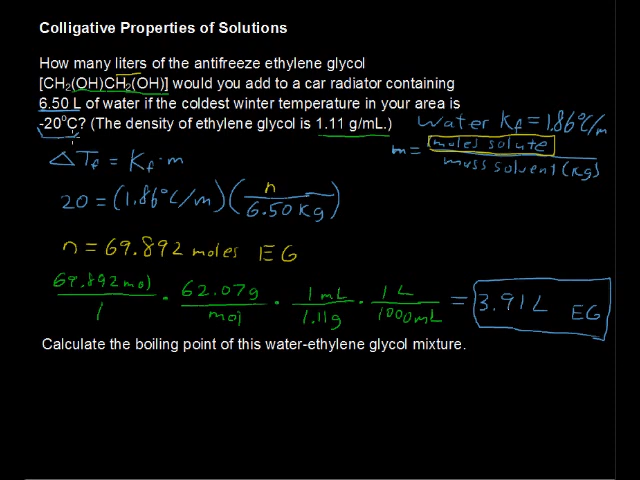 Colligative Properties of Solutions
How many liters of the antifreeze ethylene glycol
[CH₂(OH)CH₂(OH)] would you add to a car radiator containing
6.50 L of water if the coldest winter temperature in your area is
-20°C? (The density of ethylene glycol is 1.11 g/mL.)
water Kf = 1.86°C/m
m = moles solute / mass solvent (kg)
ΔTf = Kf · m
20 = (1.86°C/m) (n / 6.50 kg)
n = 69.892 moles EG
69.892 mol / 1 · 62.07g / mol · 1 mL / 1.11g · 1 L / 1000mL = 3.91 L EG
Calculate the boiling point of this water-ethylene glycol mixture.